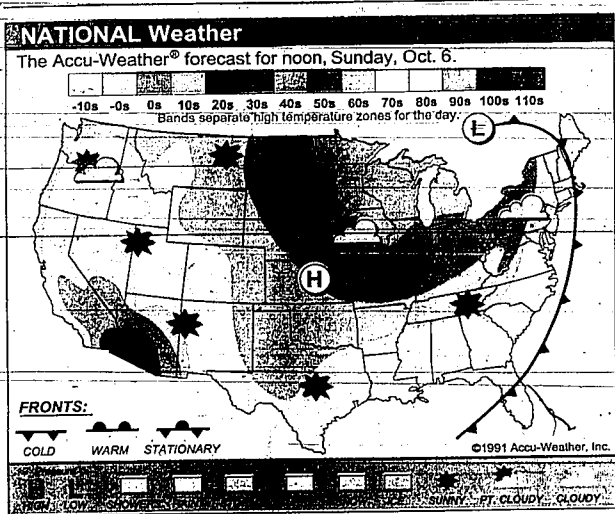 NATIONAL Weather
The Accu-Weather® forecast for noon, Sunday, Oct. 6.
-10s -0s 0s 10s 20s 30s 40s 50s 60s 70s 80s 90s 100s 110s
Bands separate high temperature zones for the day.
L
H
FRONTS:
COLD WARM STATIONARY
©1991 Accu-Weather, Inc.
HIGH LOW SHOWERS ICE SUNNY PT. CLOUDY CLOUDY